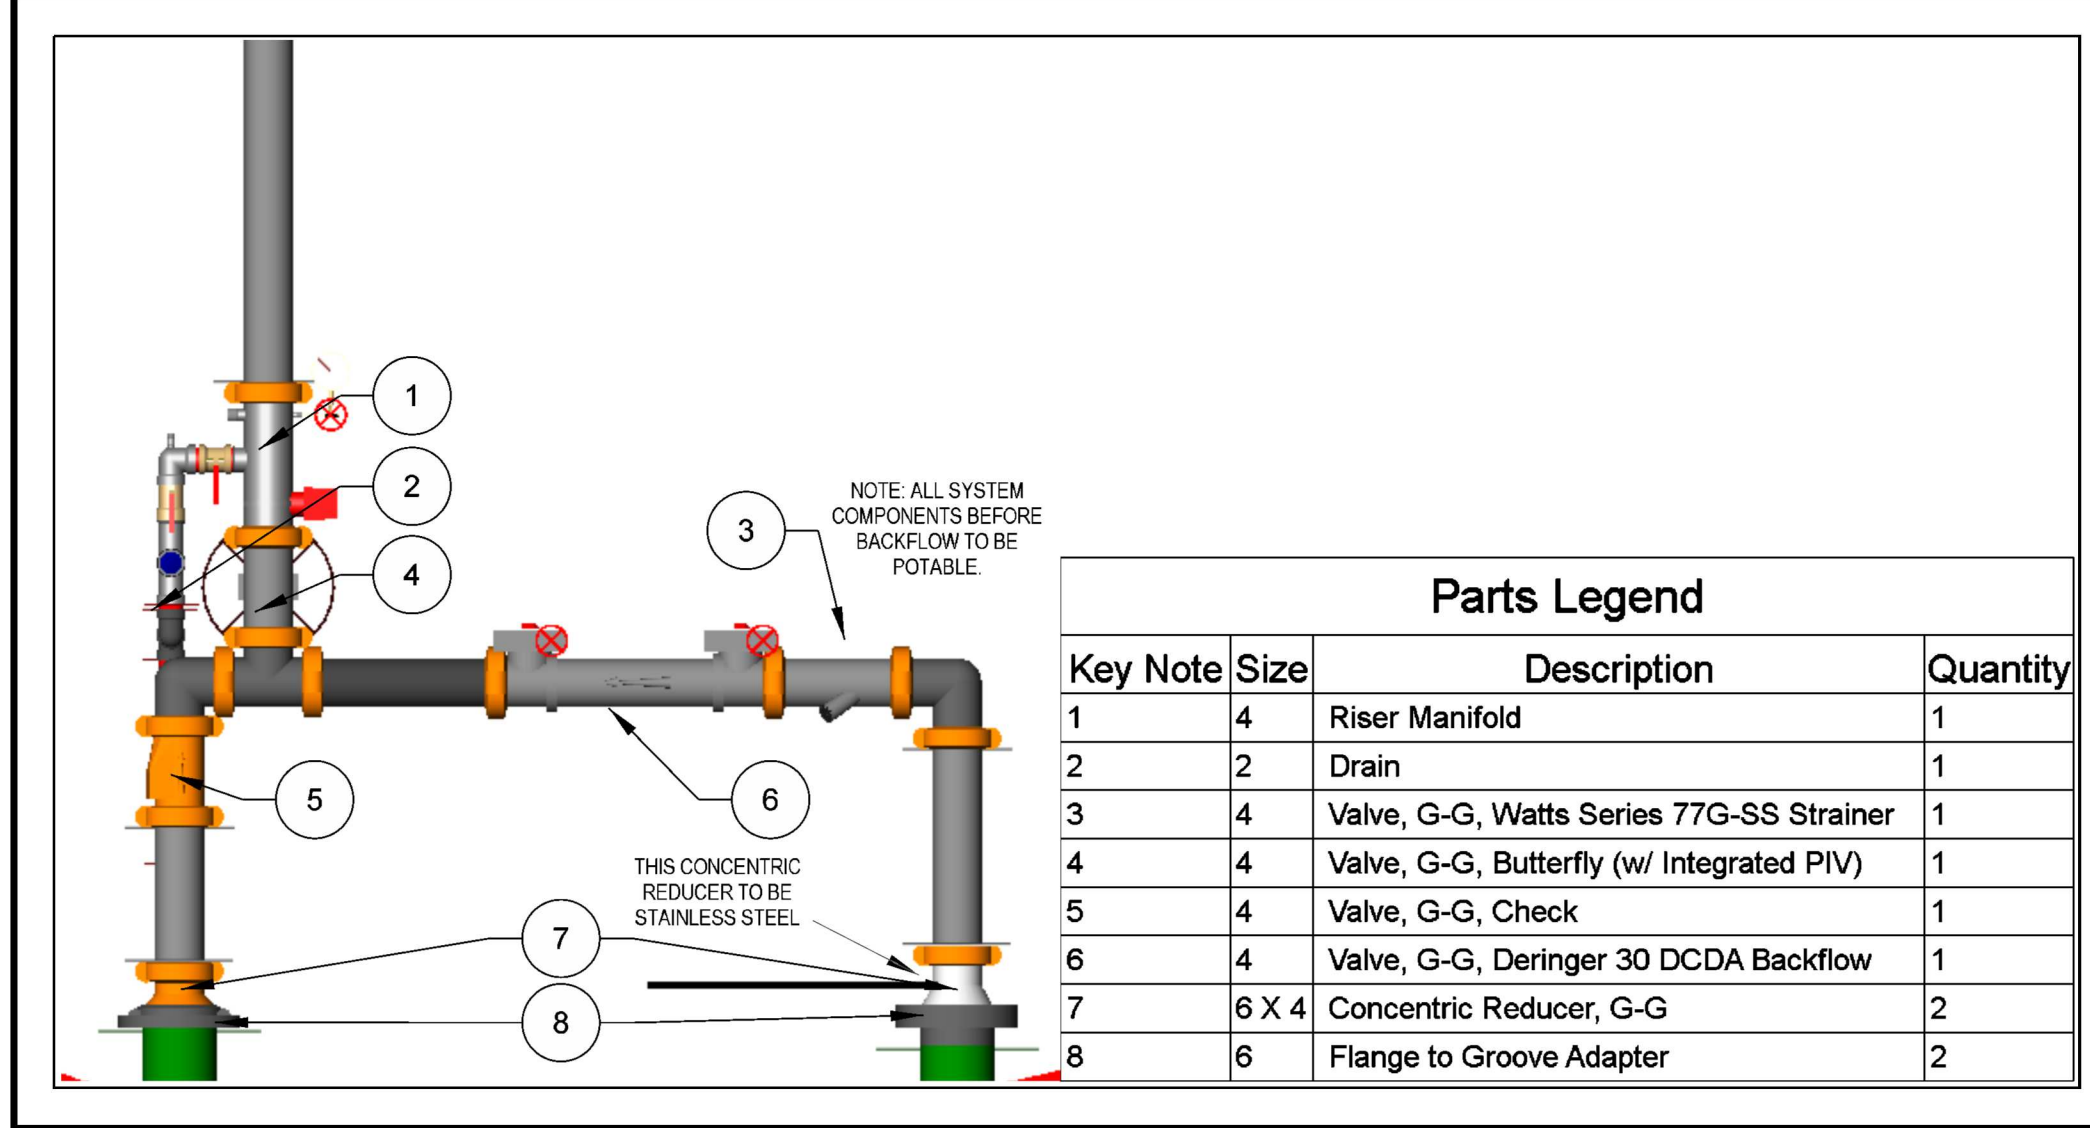 1
2
4
3
NOTE: ALL SYSTEM
COMPONENTS BEFORE
BACKFLOW TO BE
POTABLE.
5
6
THIS CONCENTRIC
REDUCER TO BE
STAINLESS STEEL
7
8
Parts Legend
Key Note Size Description Quantity
1 4 Riser Manifold 1
2 2 Drain 1
3 4 Valve, G-G, Watts Series 77G-SS Strainer 1
4 4 Valve, G-G, Butterfly (w/ Integrated PIV) 1
5 4 Valve, G-G, Check 1
6 4 Valve, G-G, Deringer 30 DCDA Backflow 1
7 6 X 4 Concentric Reducer, G-G 2
8 6 Flange to Groove Adapter 2